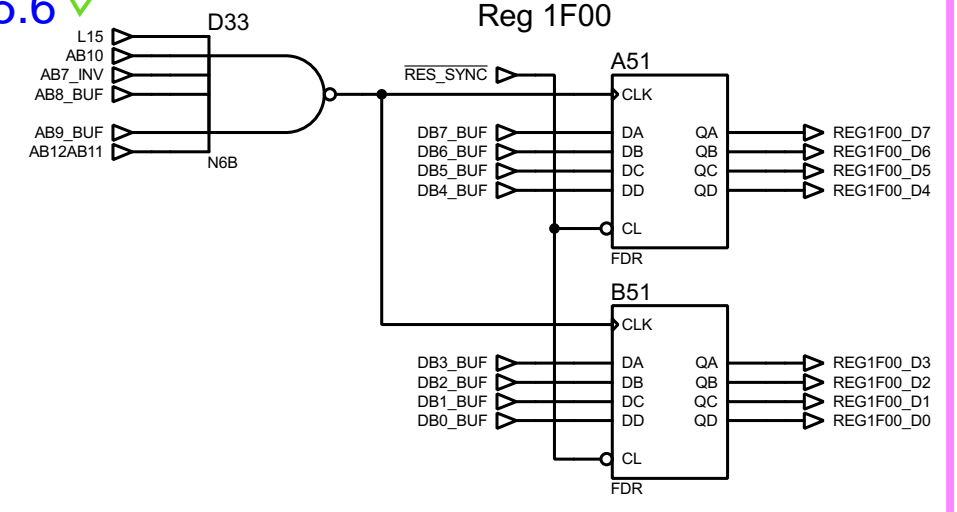 5.6
Reg 1F00
D33
L15
AB10
AB7_INV
AB8_BUF
AB9_BUF
AB12AB11
N6B
RES_SYNC
A51
CLK
DB7_BUF DA QA REG1F00_D7
DB6_BUF DB QB REG1F00_D6
DB5_BUF DC QC REG1F00_D5
DB4_BUF DD QD REG1F00_D4
CL
FDR
B51
CLK
DB3_BUF DA QA REG1F00_D3
DB2_BUF DB QB REG1F00_D2
DB1_BUF DC QC REG1F00_D1
DB0_BUF DD QD REG1F00_D0
CL
FDR